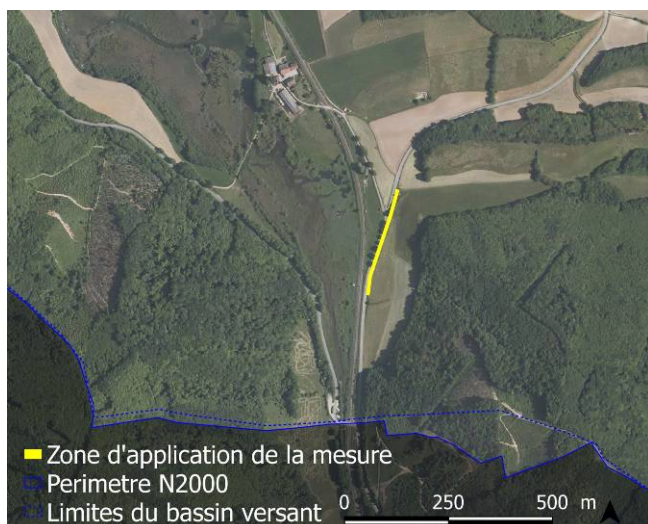 Zone d'application de la mesure
Perimetre N2000
Limites du bassin versant
0 250 500 m